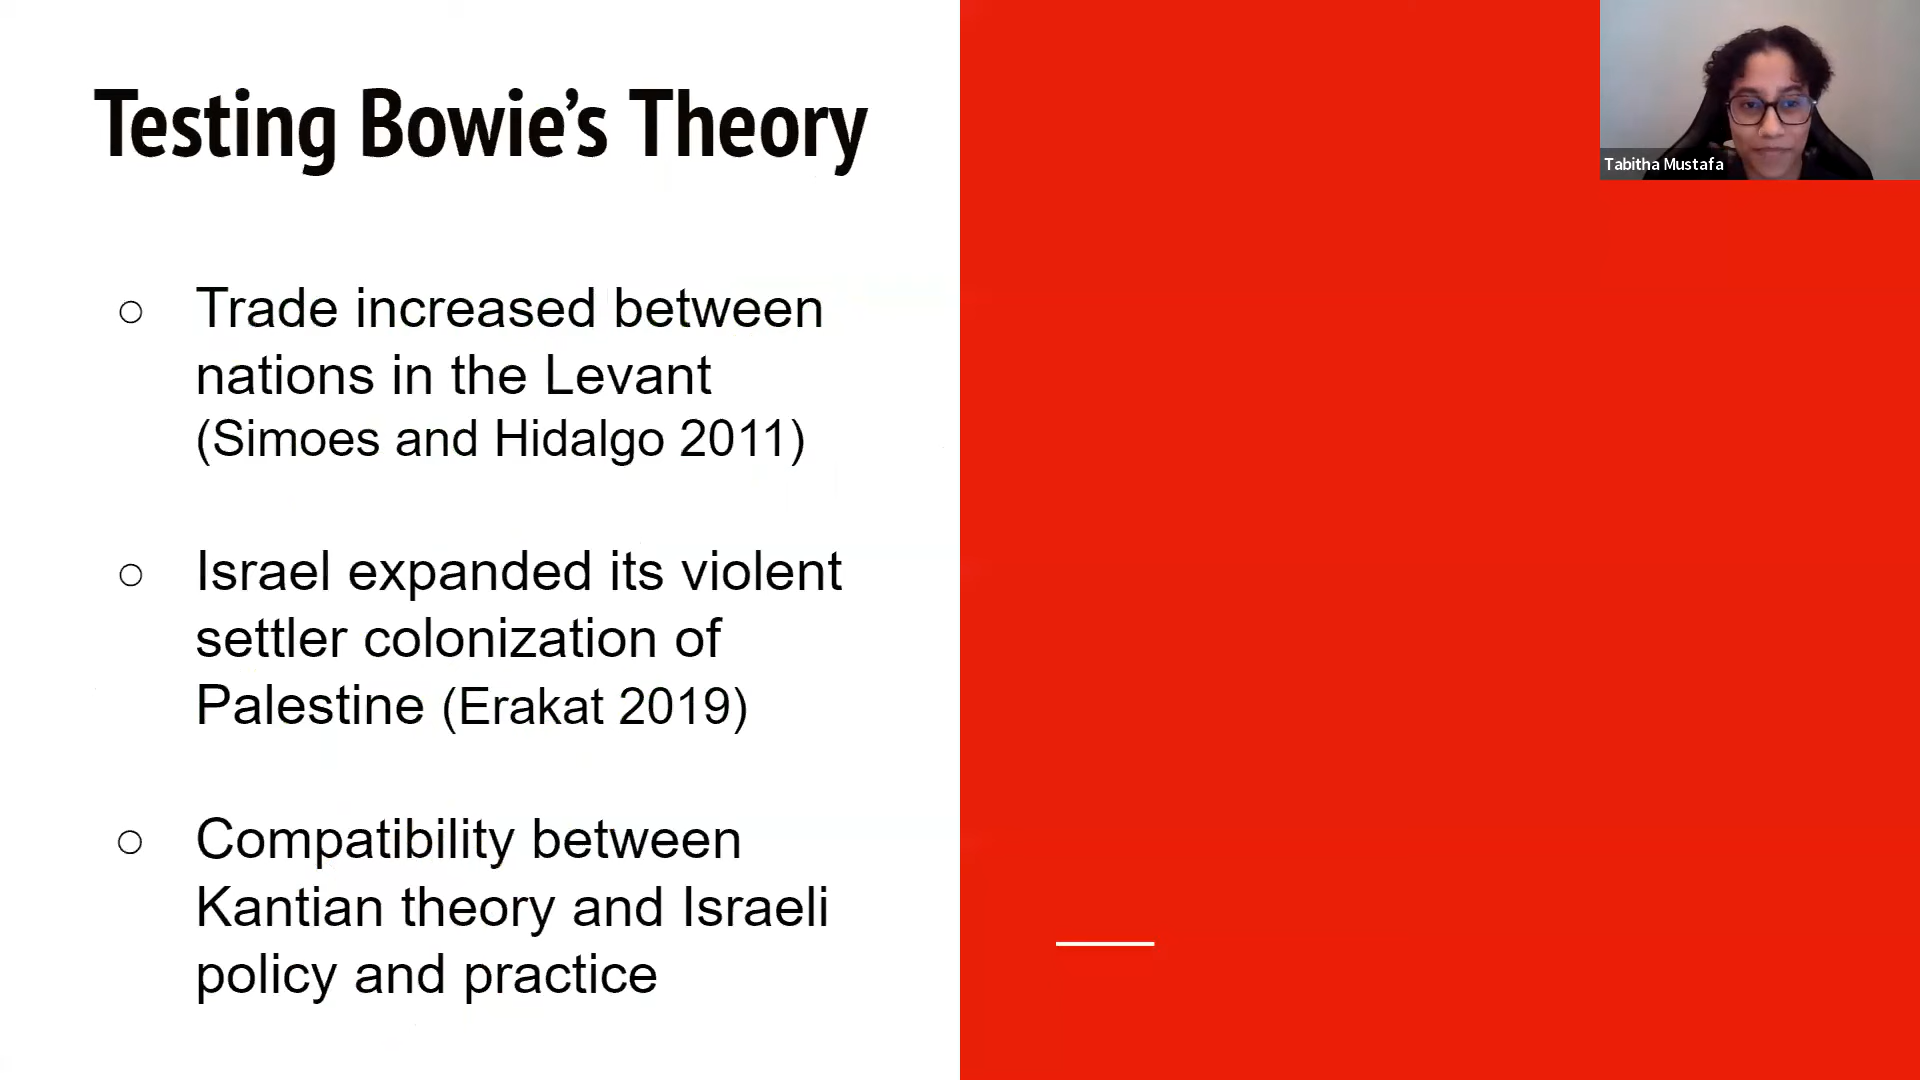 Testing Bowie’s Theory
○ Trade increased between
nations in the Levant
(Simoes and Hidalgo 2011)
○ Israel expanded its violent
settler colonization of
Palestine (Erakat 2019)
○ Compatibility between
Kantian theory and Israeli
policy and practice
Tabitha Mustafa